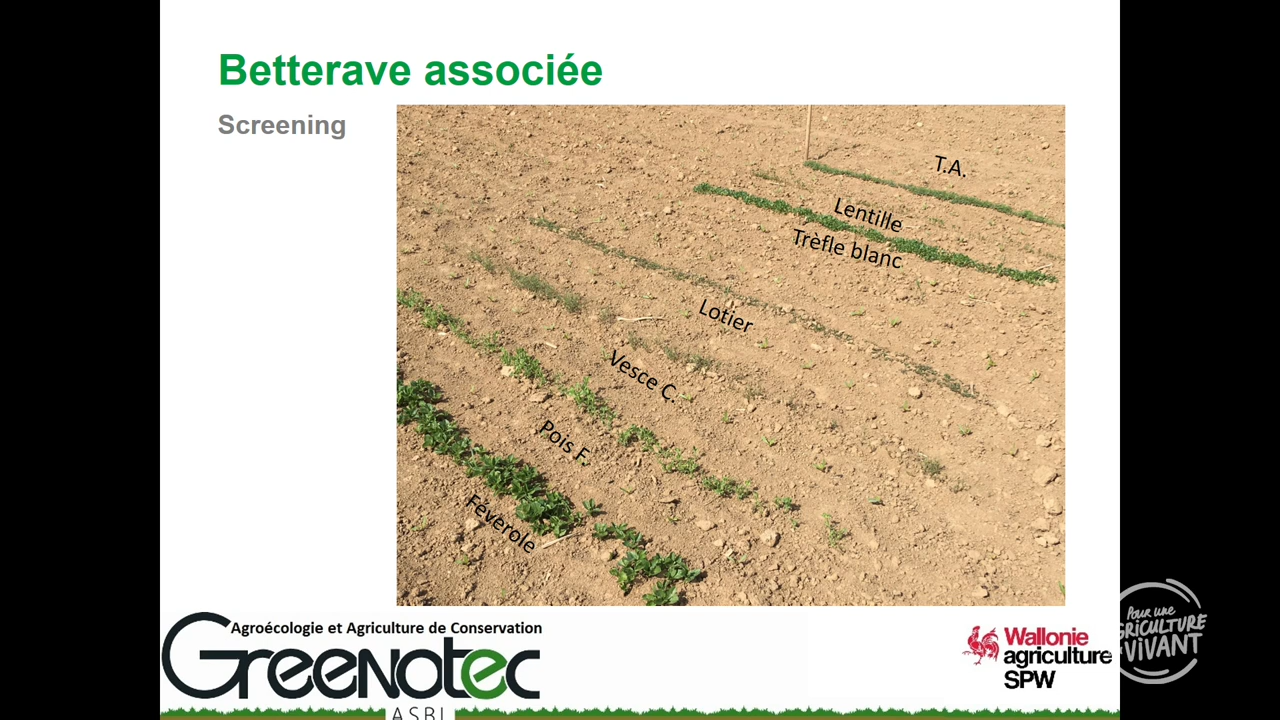 Betterave associée
Screening
T.A.
Lentille
Trèfle blanc
Lotier
Vesce C.
Pois F.
Féverole
Agroécologie et Agriculture de Conservation
GREENOTEC
ASBL
Wallonie
agriculture
SPW
POUR UNE
AGRICULTURE
VIVANT